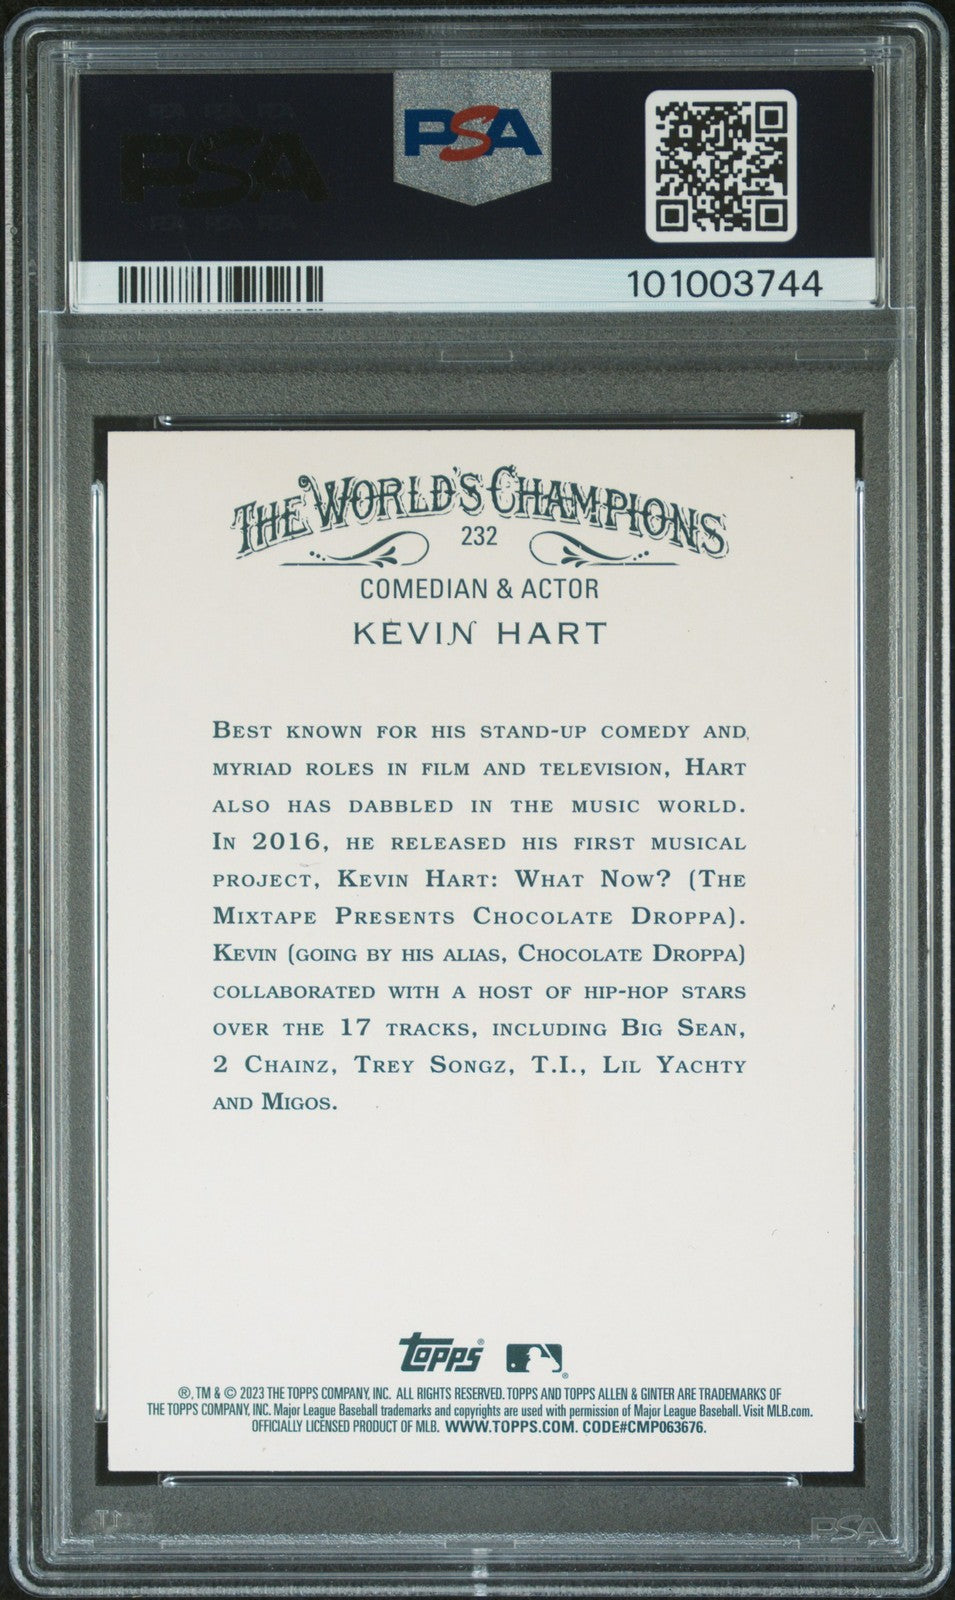 PSA
PSA
101003744
THE WORLD'S CHAMPIONS
232
COMEDIAN & ACTOR
KEVIN HART
BEST KNOWN FOR HIS STAND-UP COMEDY AND
MYRIAD ROLES IN FILM AND TELEVISION, HART
ALSO HAS DABBLED IN THE MUSIC WORLD.
IN 2016, HE RELEASED HIS FIRST MUSICAL
PROJECT, KEVIN HART: WHAT NOW? (THE
MIXTAPE PRESENTS CHOCOLATE DROPPA).
KEVIN (GOING BY HIS ALIAS, CHOCOLATE DROPPA)
COLLABORATED WITH A HOST OF HIP-HOP STARS
OVER THE 17 TRACKS, INCLUDING BIG SEAN,
2 CHAINZ, TREY SONGZ, T.I., LIL YACHTY
AND MIGOS.
Topps®
®, TM & © 2023 THE TOPPS COMPANY, INC. ALL RIGHTS RESERVED. TOPPS AND TOPPS ALLEN & GINTER ARE TRADEMARKS OF
THE TOPPS COMPANY, INC. Major League Baseball trademarks and copyrights are used with permission of Major League Baseball. Visit MLB.com.
OFFICIALLY LICENSED PRODUCT OF MLB. WWW.TOPPS.COM. CODE#CMP063676.
PSA